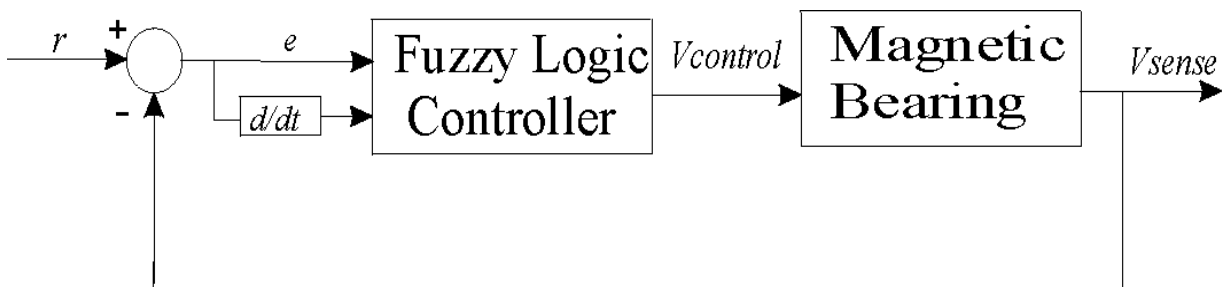 r
+
-
e
d/dt
Fuzzy Logic
Controller
Vcontrol
Magnetic
Bearing
Vsense